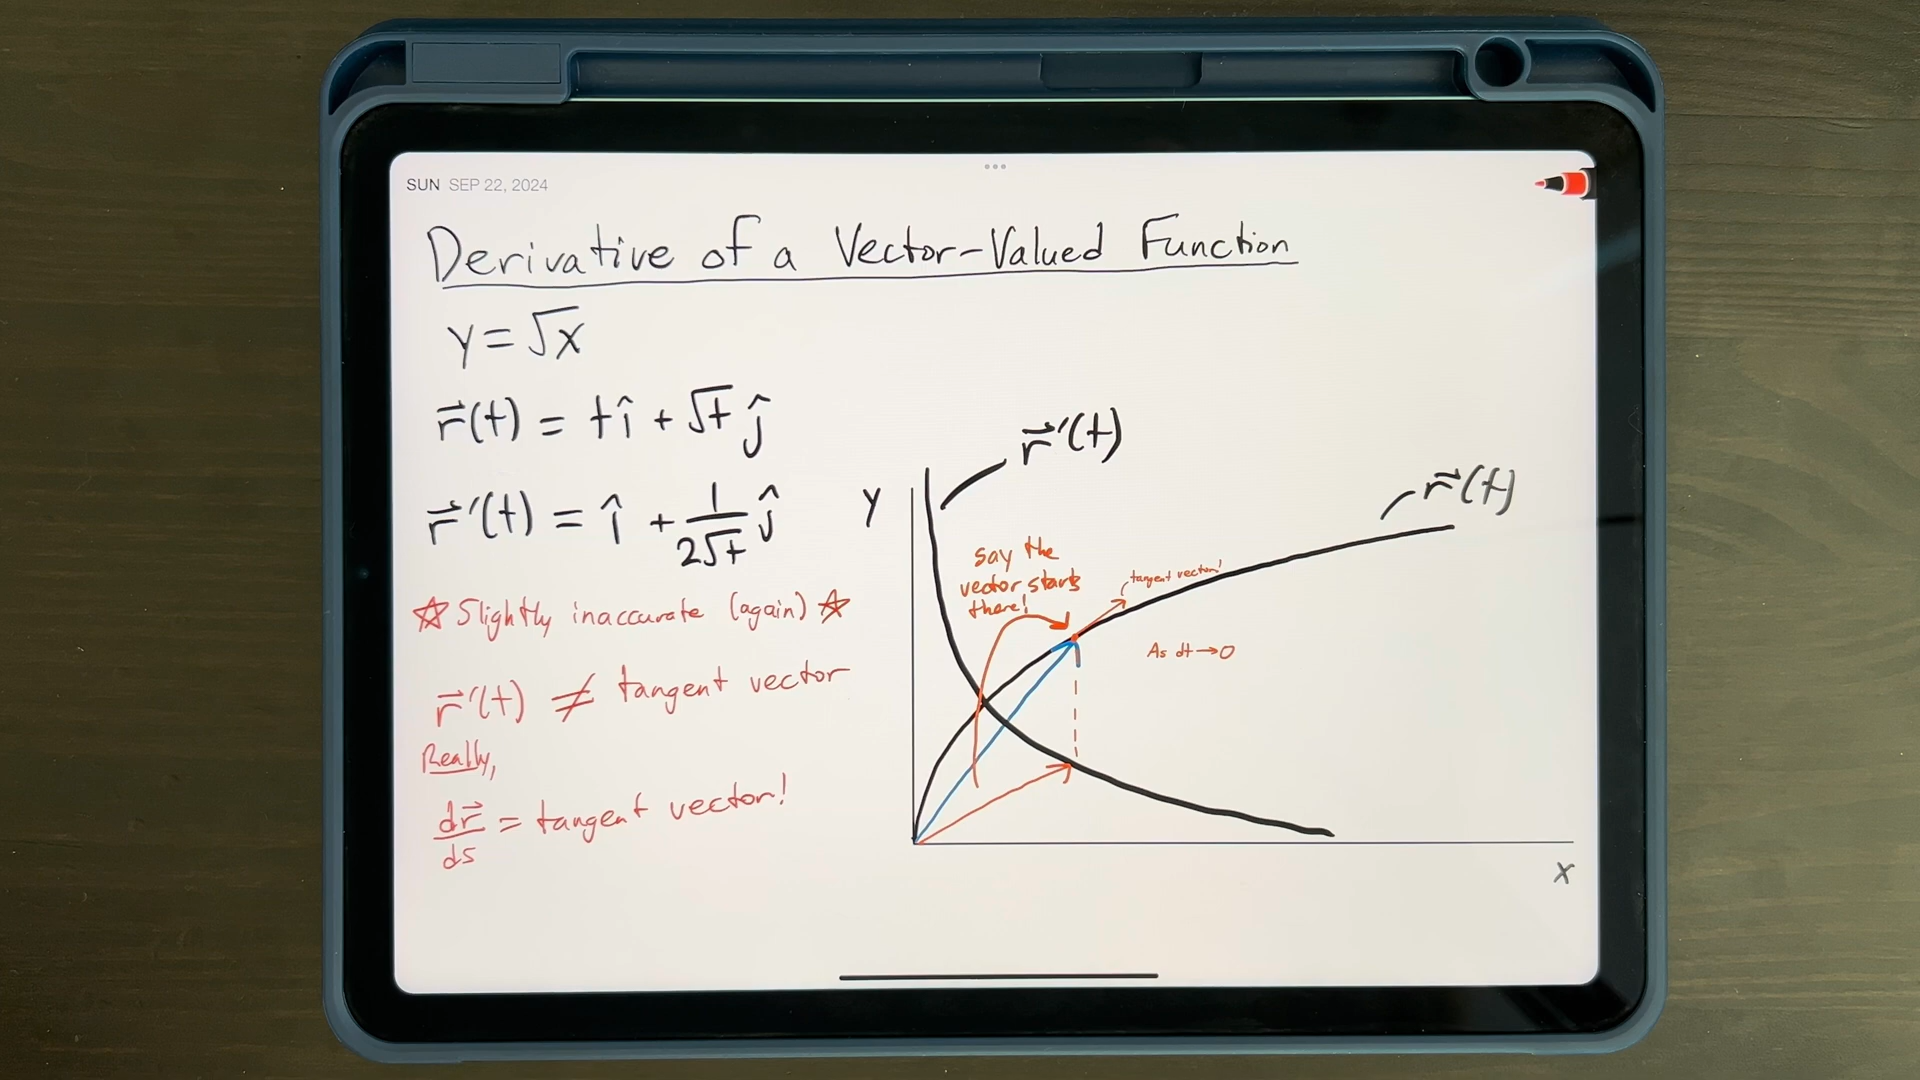 SUN SEP 22, 2024
Derivative of a Vector-Valued Function
y = √x
r⃗(t) = t î + √t ĵ
r⃗'(t) = î + 1/(2√t) ĵ
☆ Slightly inaccurate (again) ☆
r⃗'(t) ≠ tangent vector
Really,
dr⃗/ds = tangent vector!
r⃗'(t)
r⃗(t)
y
say the
vector starts
there!
tangent vector!
As dt→0
x